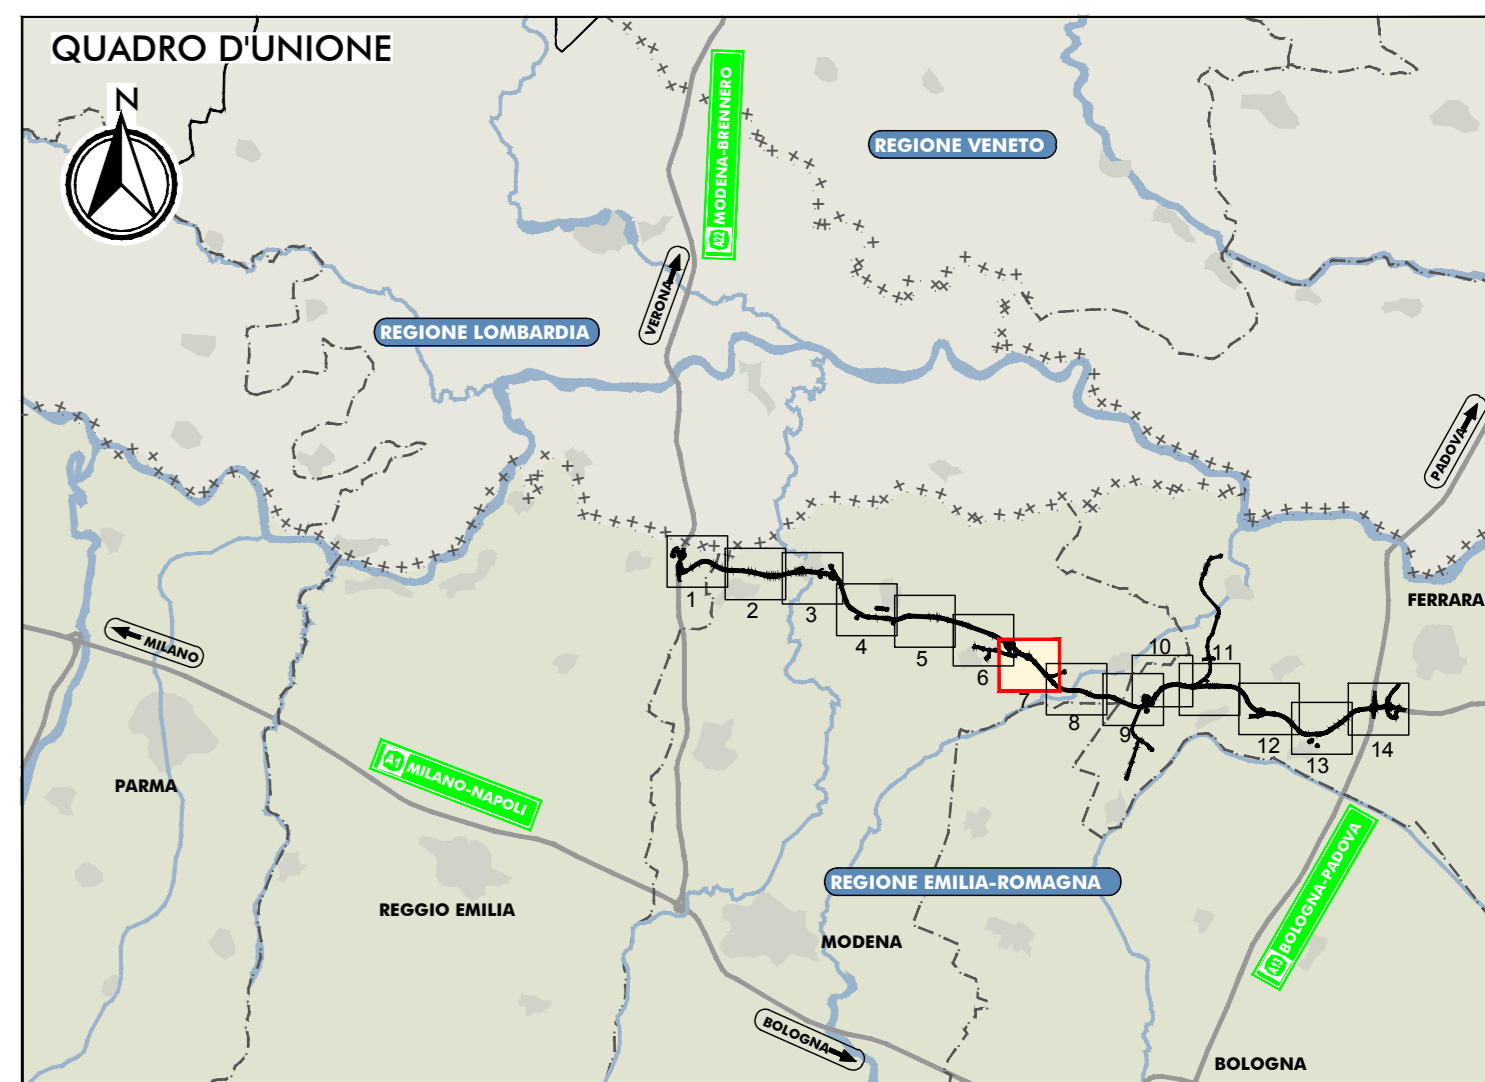 QUADRO D'UNIONE
N
A22 MODENA-BRENNERO
REGIONE VENETO
VERONA
REGIONE LOMBARDIA
PADOVA
FERRARA
MILANO
1
2
3
4
5
6
7
8
9
10
11
12
13
14
PARMA
A1 MILANO-NAPOLI
REGIONE EMILIA-ROMAGNA
REGGIO EMILIA
MODENA
A13 BOLOGNA-PADOVA
BOLOGNA
BOLOGNA